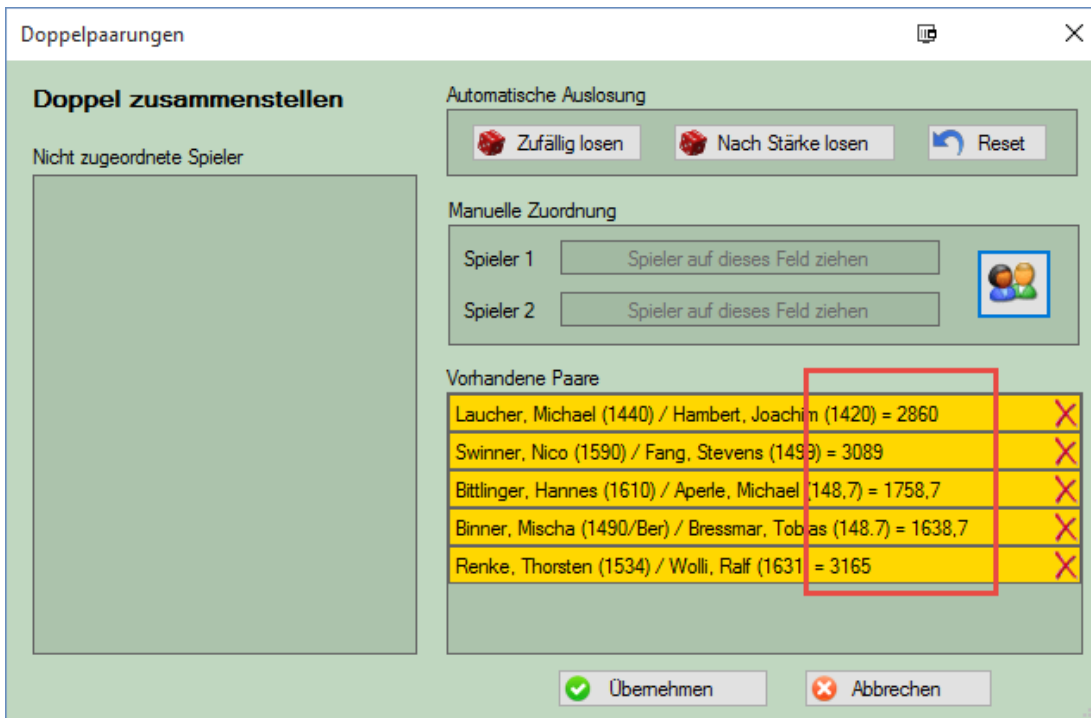 Doppelpaarungen
Doppel zusammenstellen
Nicht zugeordnete Spieler
Automatische Auslosung
Zufällig losen
Nach Stärke losen
Reset
Manuelle Zuordnung
Spieler 1
Spieler auf dieses Feld ziehen
Spieler 2
Spieler auf dieses Feld ziehen
Vorhandene Paare
Laucher, Michael (1440) / Hambert, Joachim (1420) = 2860
Swinner, Nico (1590) / Fang, Stevens (1499) = 3089
Bittlinger, Hannes (1610) / Aperle, Michael (148,7) = 1758,7
Binner, Mischa (1490/Ber) / Bressmar, Tobias (148.7) = 1638,7
Renke, Thorsten (1534) / Wolli, Ralf (1631) = 3165
Übernehmen
Abbrechen